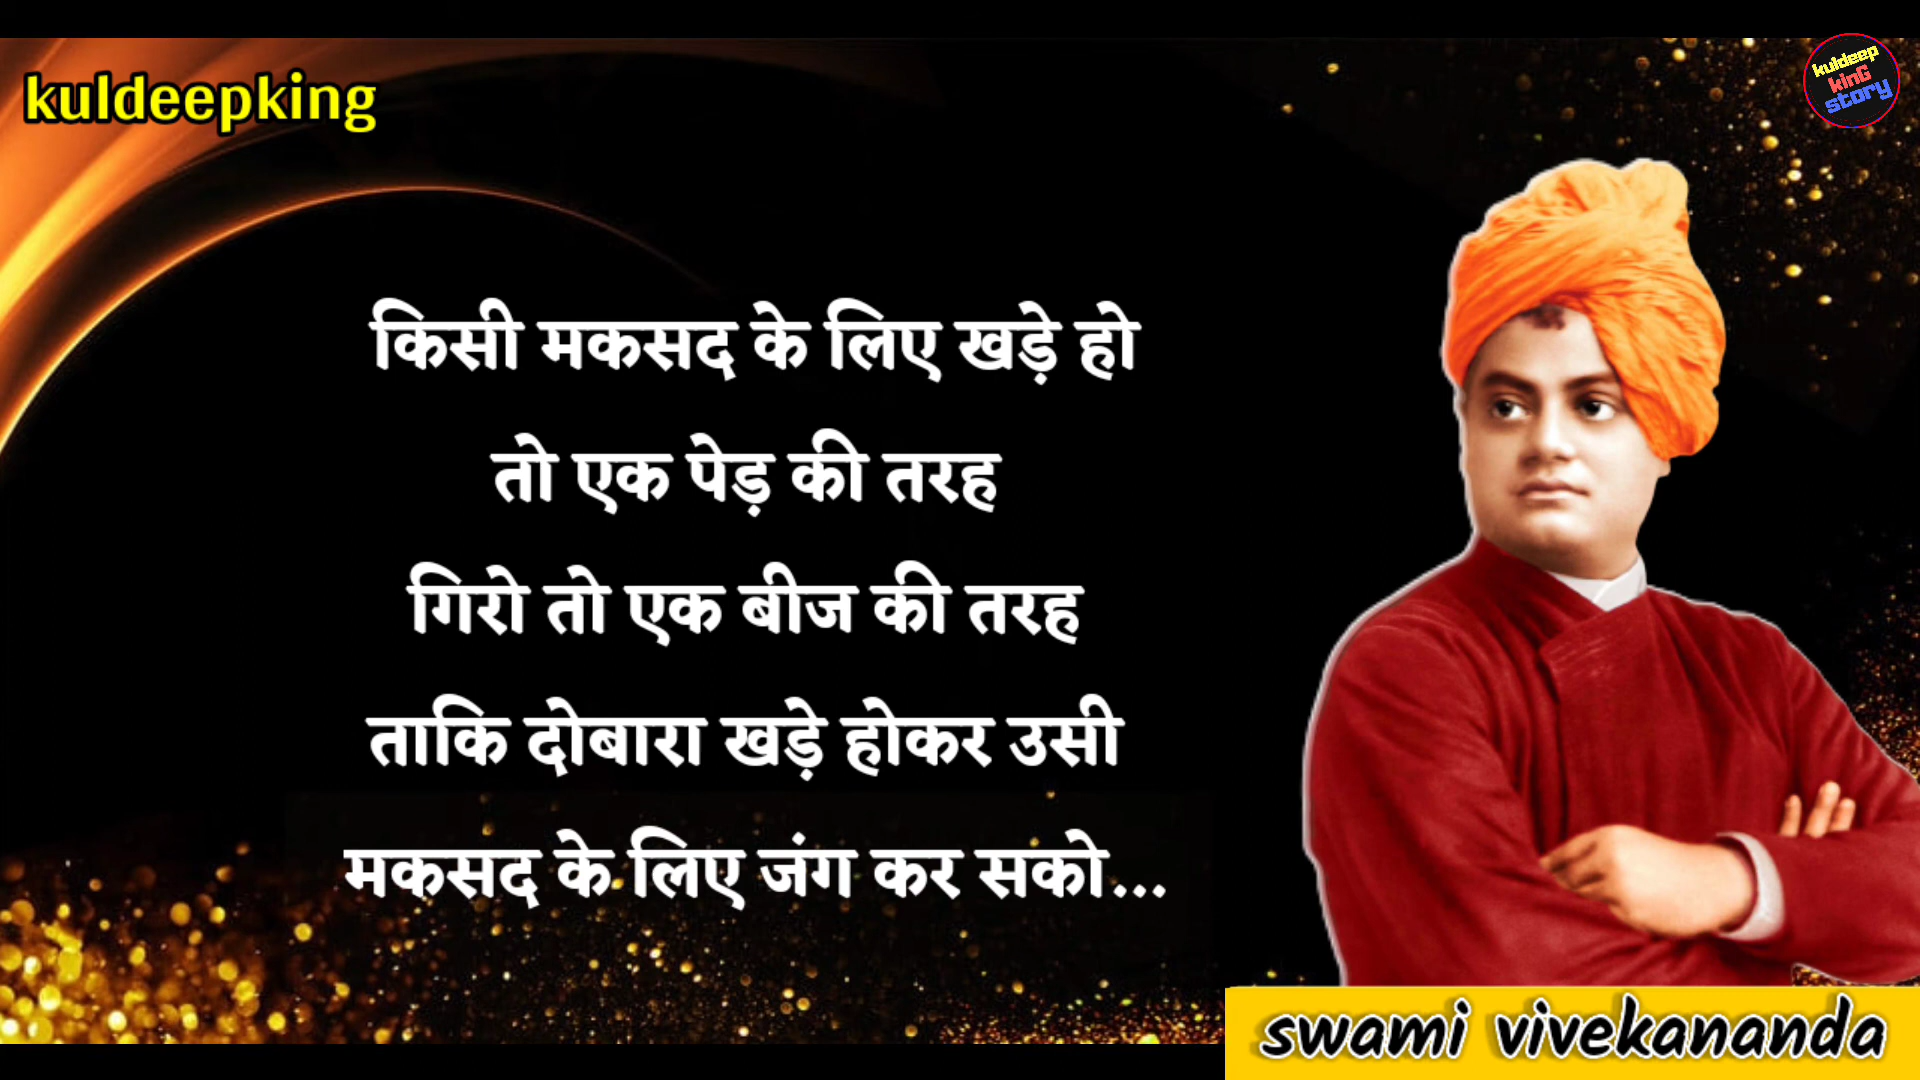 kuldeepking
kuldeep
kinG
story
किसी मकसद के लिए खड़े हो
तो एक पेड़ की तरह
गिरो तो एक बीज की तरह
ताकि दोबारा खड़े होकर उसी
मकसद के लिए जंग कर सको...
swami vivekananda